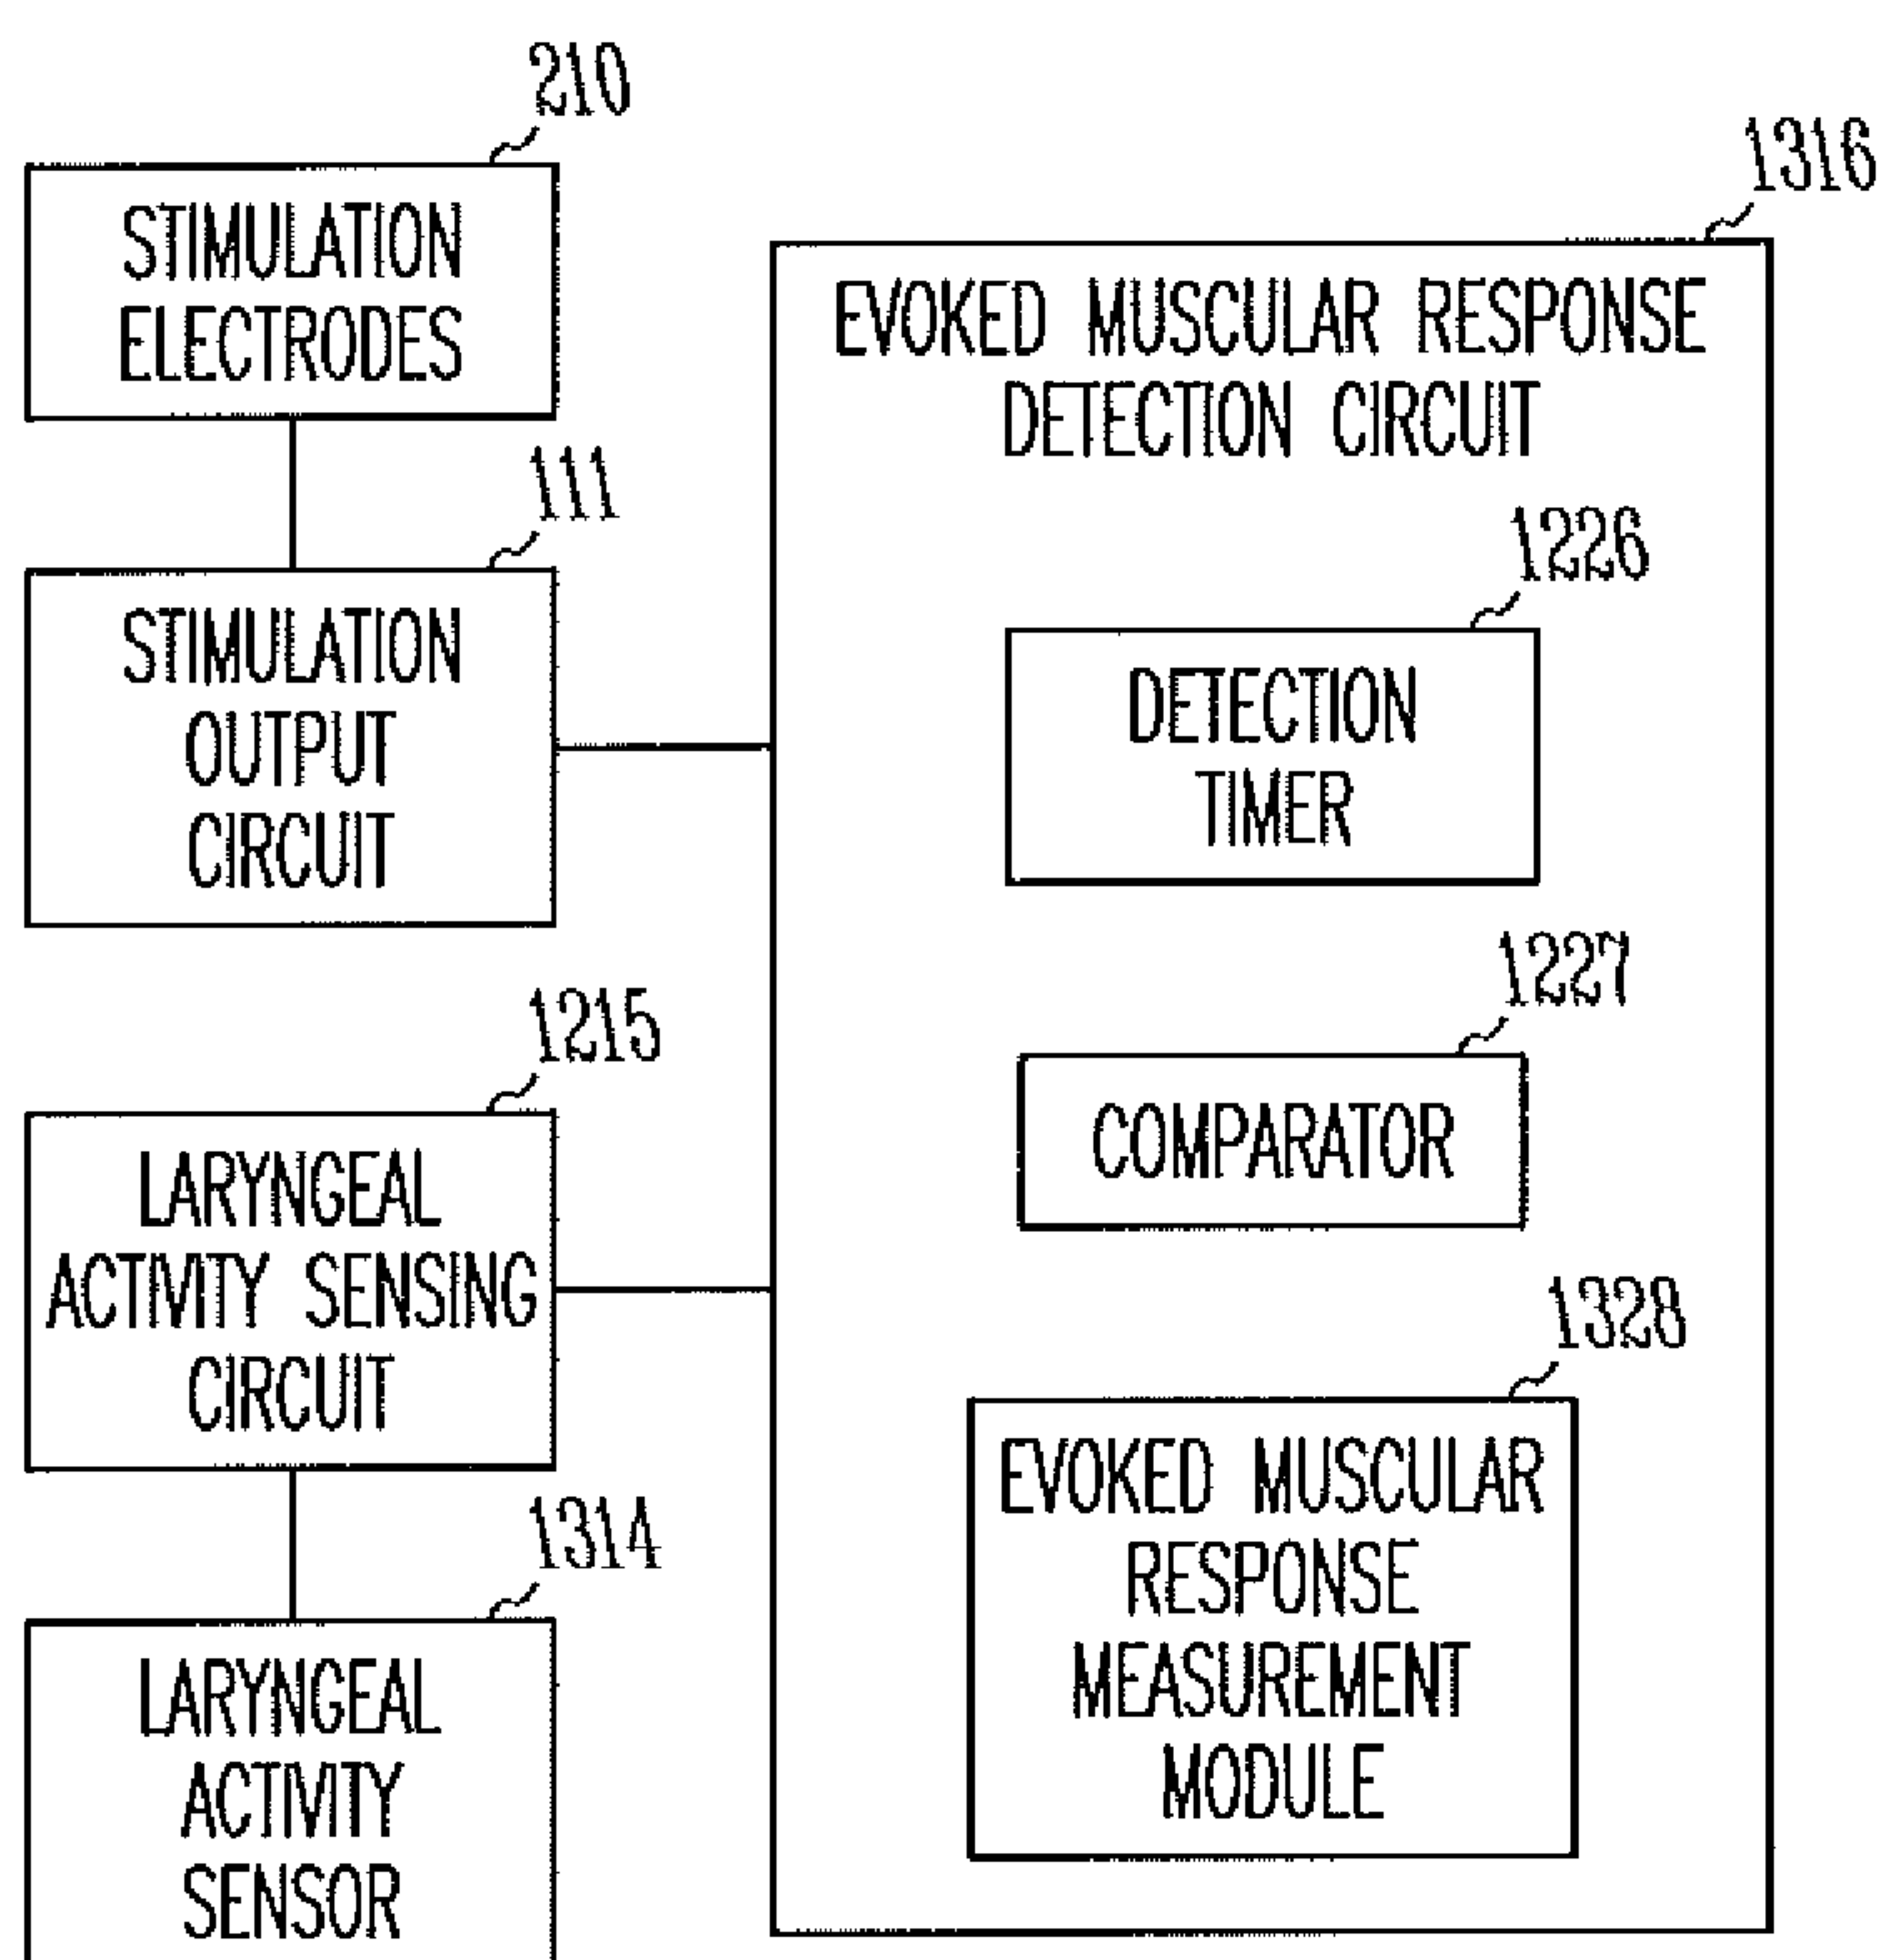 210
STIMULATION
ELECTRODES
111
STIMULATION
OUTPUT
CIRCUIT
1215
LARYNGEAL
ACTIVITY SENSING
CIRCUIT
1314
LARYNGEAL
ACTIVITY
SENSOR
1316
EVOKED MUSCULAR RESPONSE
DETECTION CIRCUIT
1226
DETECTION
TIMER
1227
COMPARATOR
1328
EVOKED MUSCULAR
RESPONSE
MEASUREMENT
MODULE